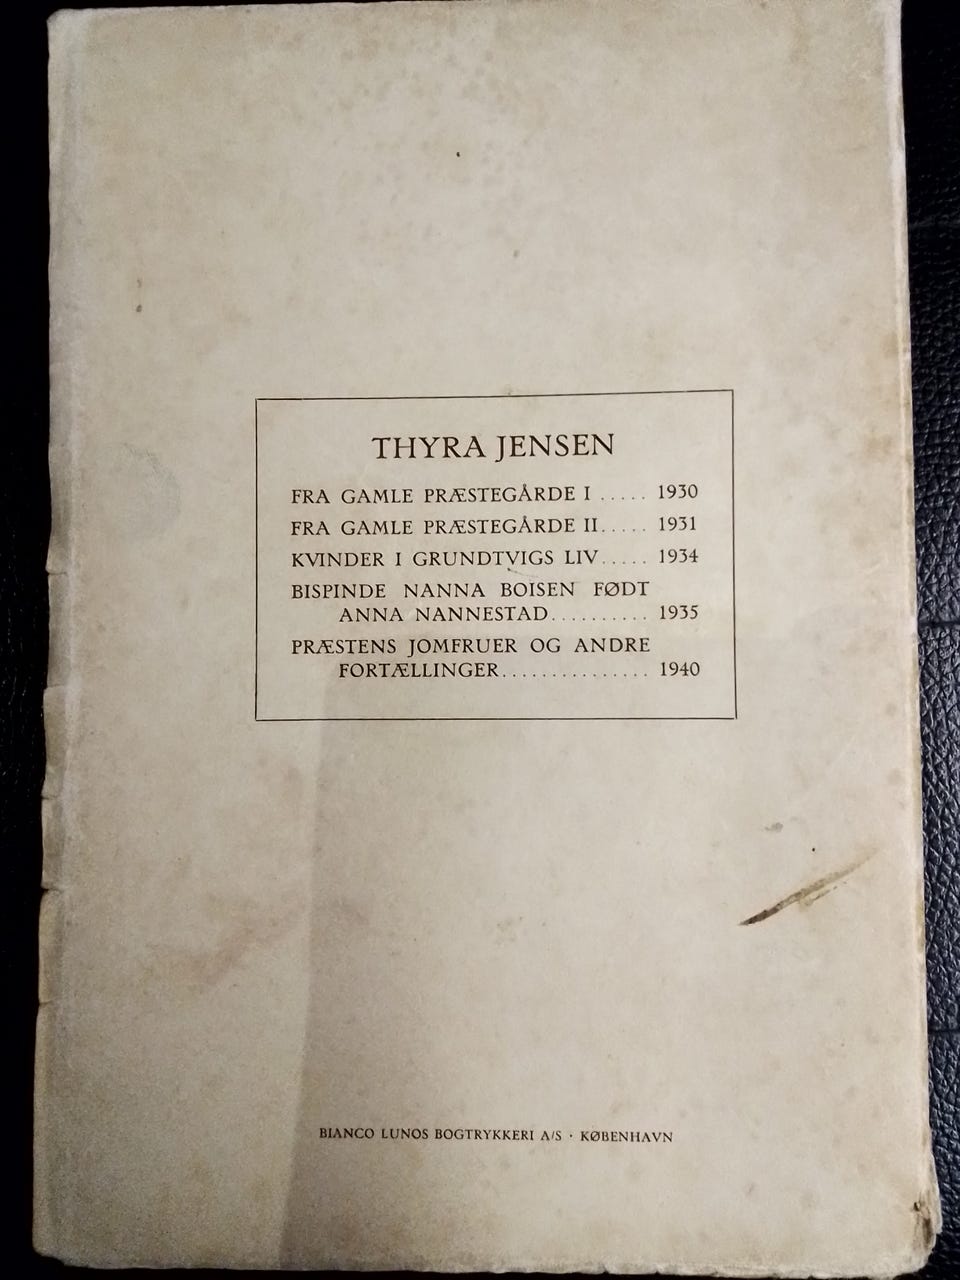 THYRA JENSEN
FRA GAMLE PRÆSTEGÅRDE I ..... 1930
FRA GAMLE PRÆSTEGÅRDE II..... 1931
KVINDER I GRUNDTVIGS LIV..... 1934
BISPINDE NANNA BOISEN FØDT
ANNA NANNESTAD.......... 1935
PRÆSTENS JOMFRUER OG ANDRE
FORTÆLLINGER............... 1940
BIANCO LUNOS BOGTRYKKERI A/S · KØBENHAVN